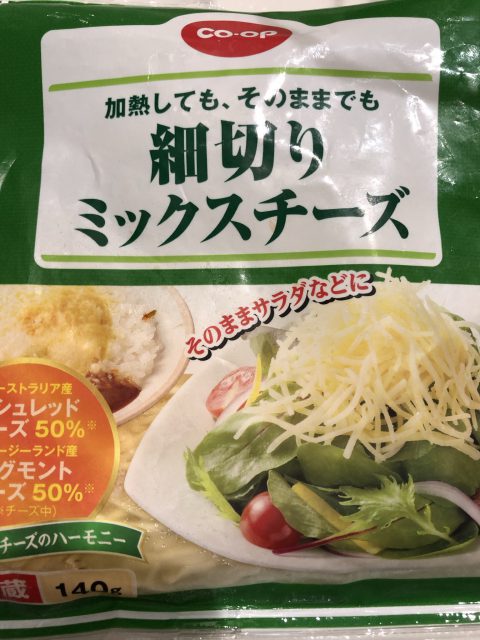 CO-OP
加熱しても、そのままでも
細切り
ミックスチーズ
そのままサラダなどに
ーストラリア産
シュレッド
ーズ50%※
ージーランド産
グモント
ーズ50%※
チーズ中)
チーズのハーモニー
蔵 140g